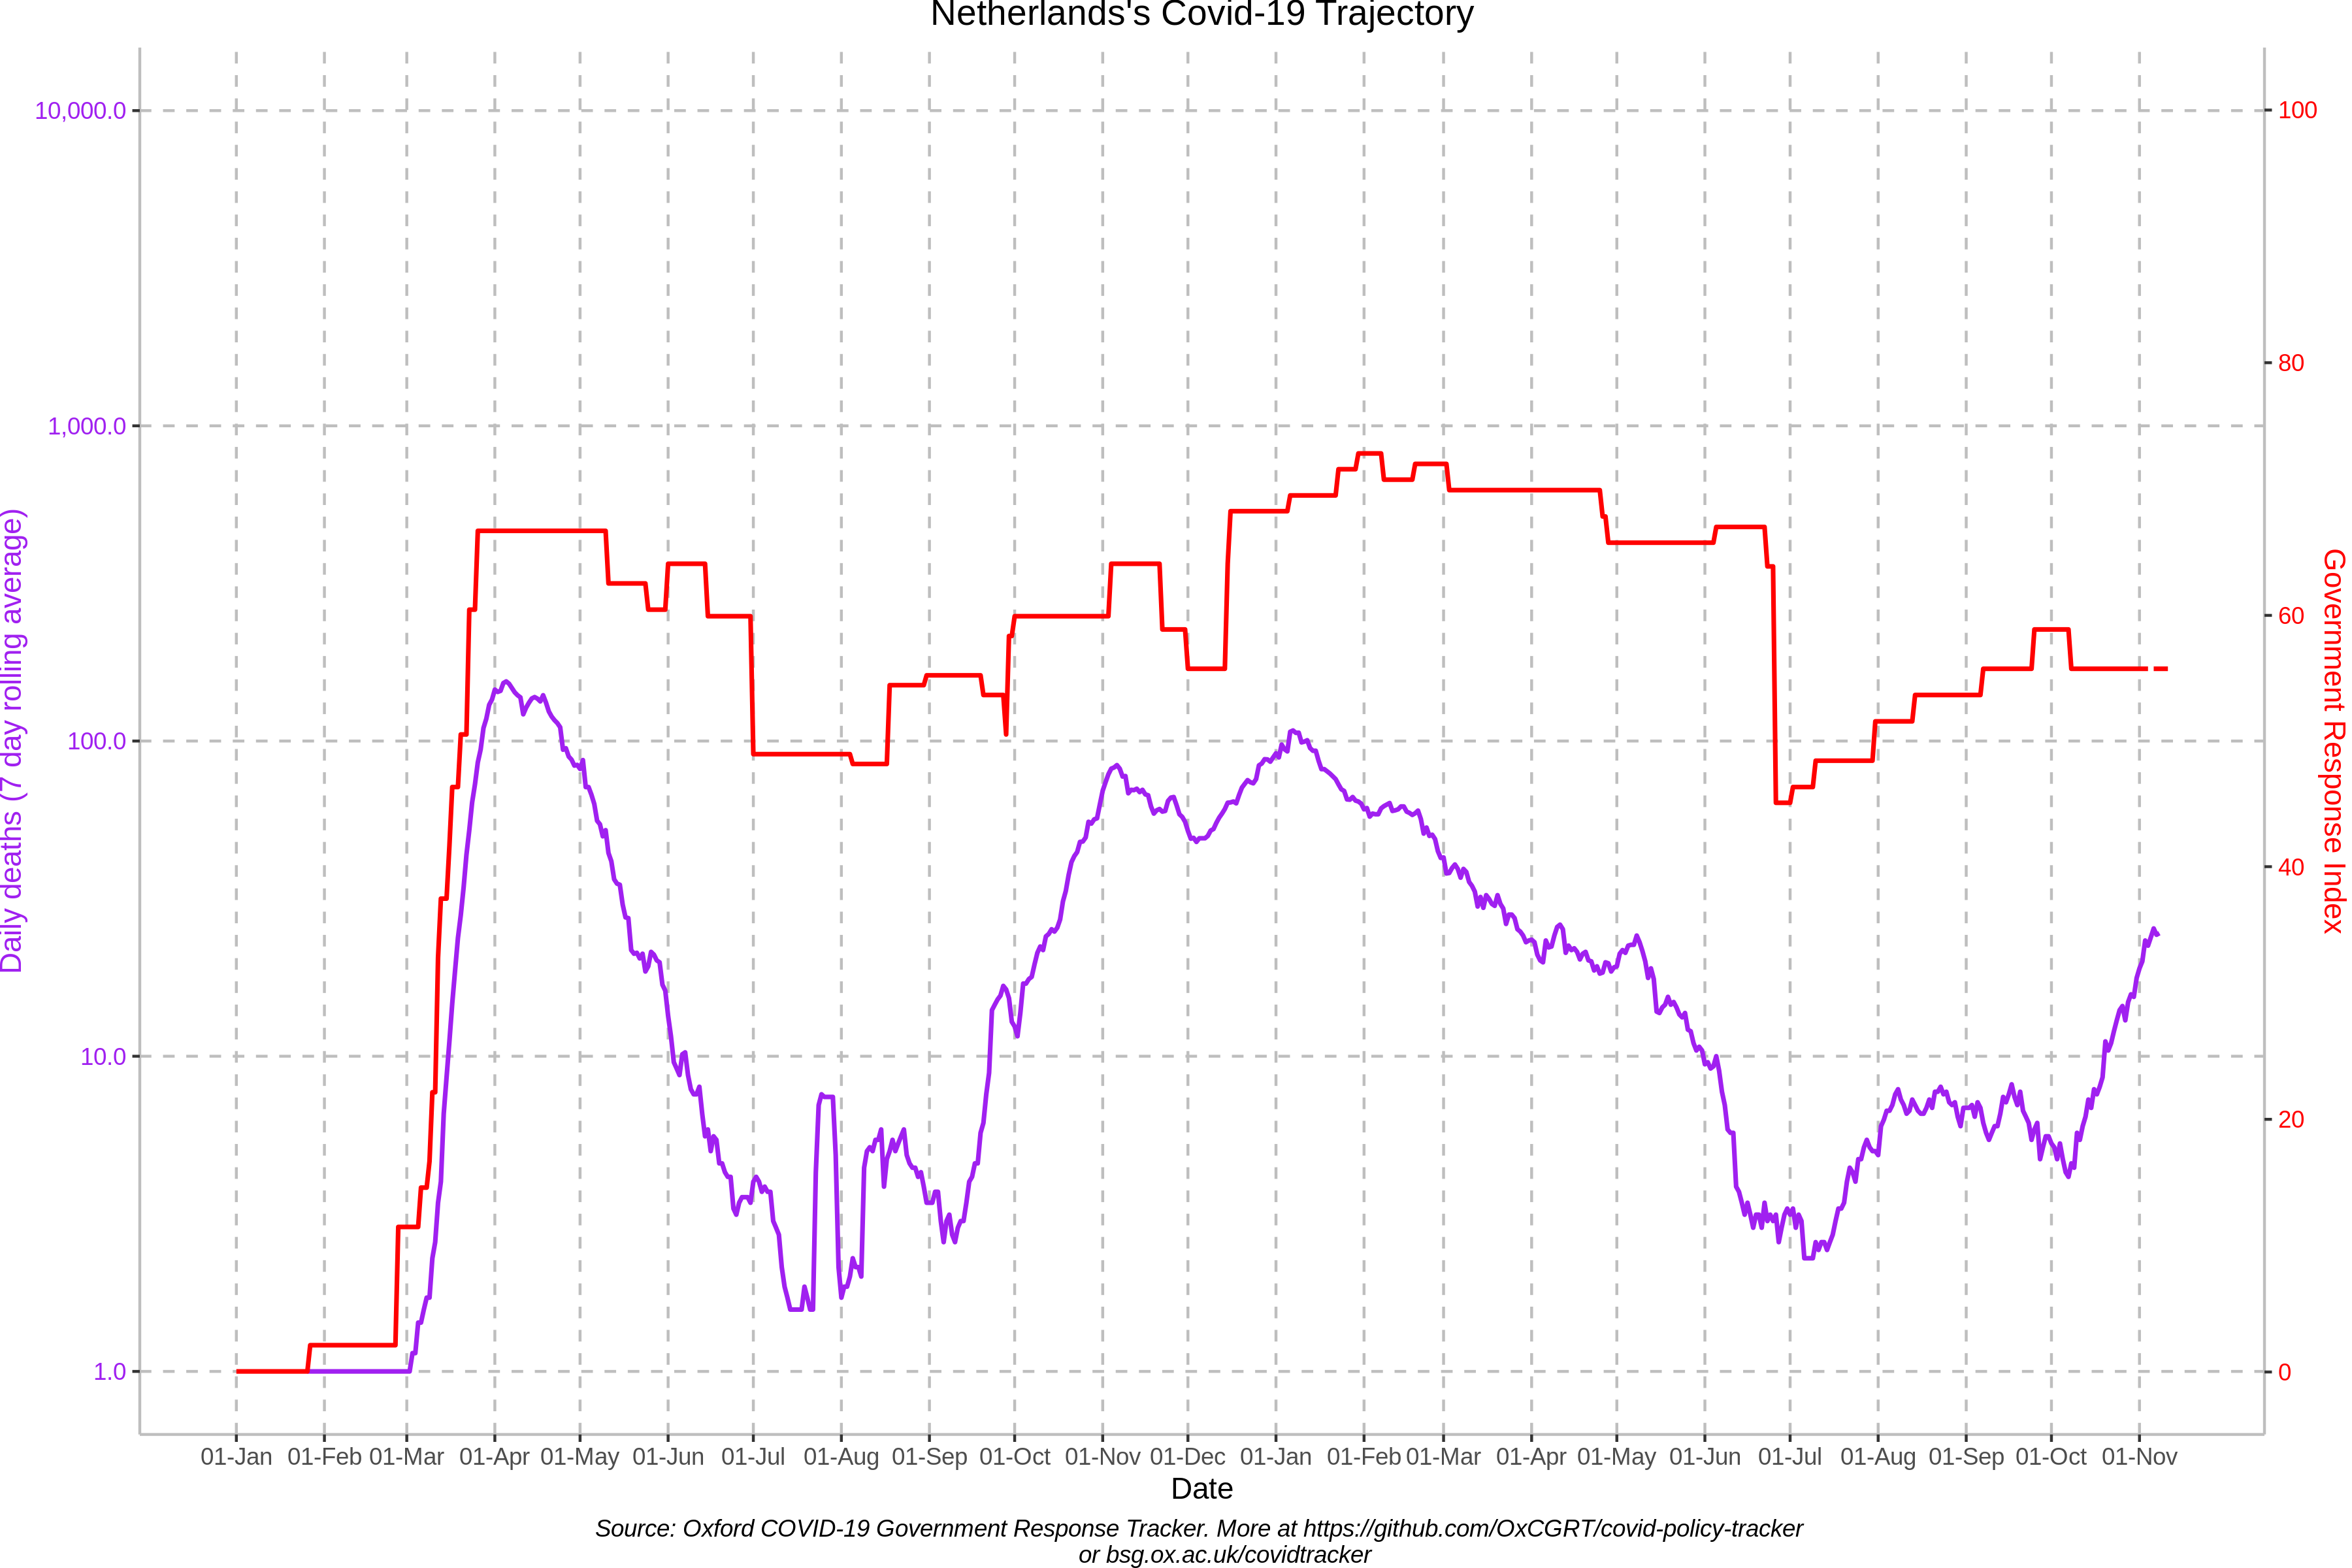 Netherlands's Covid-19 Trajectory
10,000.0
1,000.0
100.0
10.0
1.0
Daily deaths (7 day rolling average)
100
80
60
40
20
0
Government Response Index
01-Jan 01-Feb 01-Mar 01-Apr 01-May 01-Jun 01-Jul 01-Aug 01-Sep 01-Oct 01-Nov 01-Dec 01-Jan 01-Feb 01-Mar 01-Apr 01-May 01-Jun 01-Jul 01-Aug 01-Sep 01-Oct 01-Nov
Date
Source: Oxford COVID-19 Government Response Tracker. More at https://github.com/OxCGRT/covid-policy-tracker
or bsg.ox.ac.uk/covidtracker